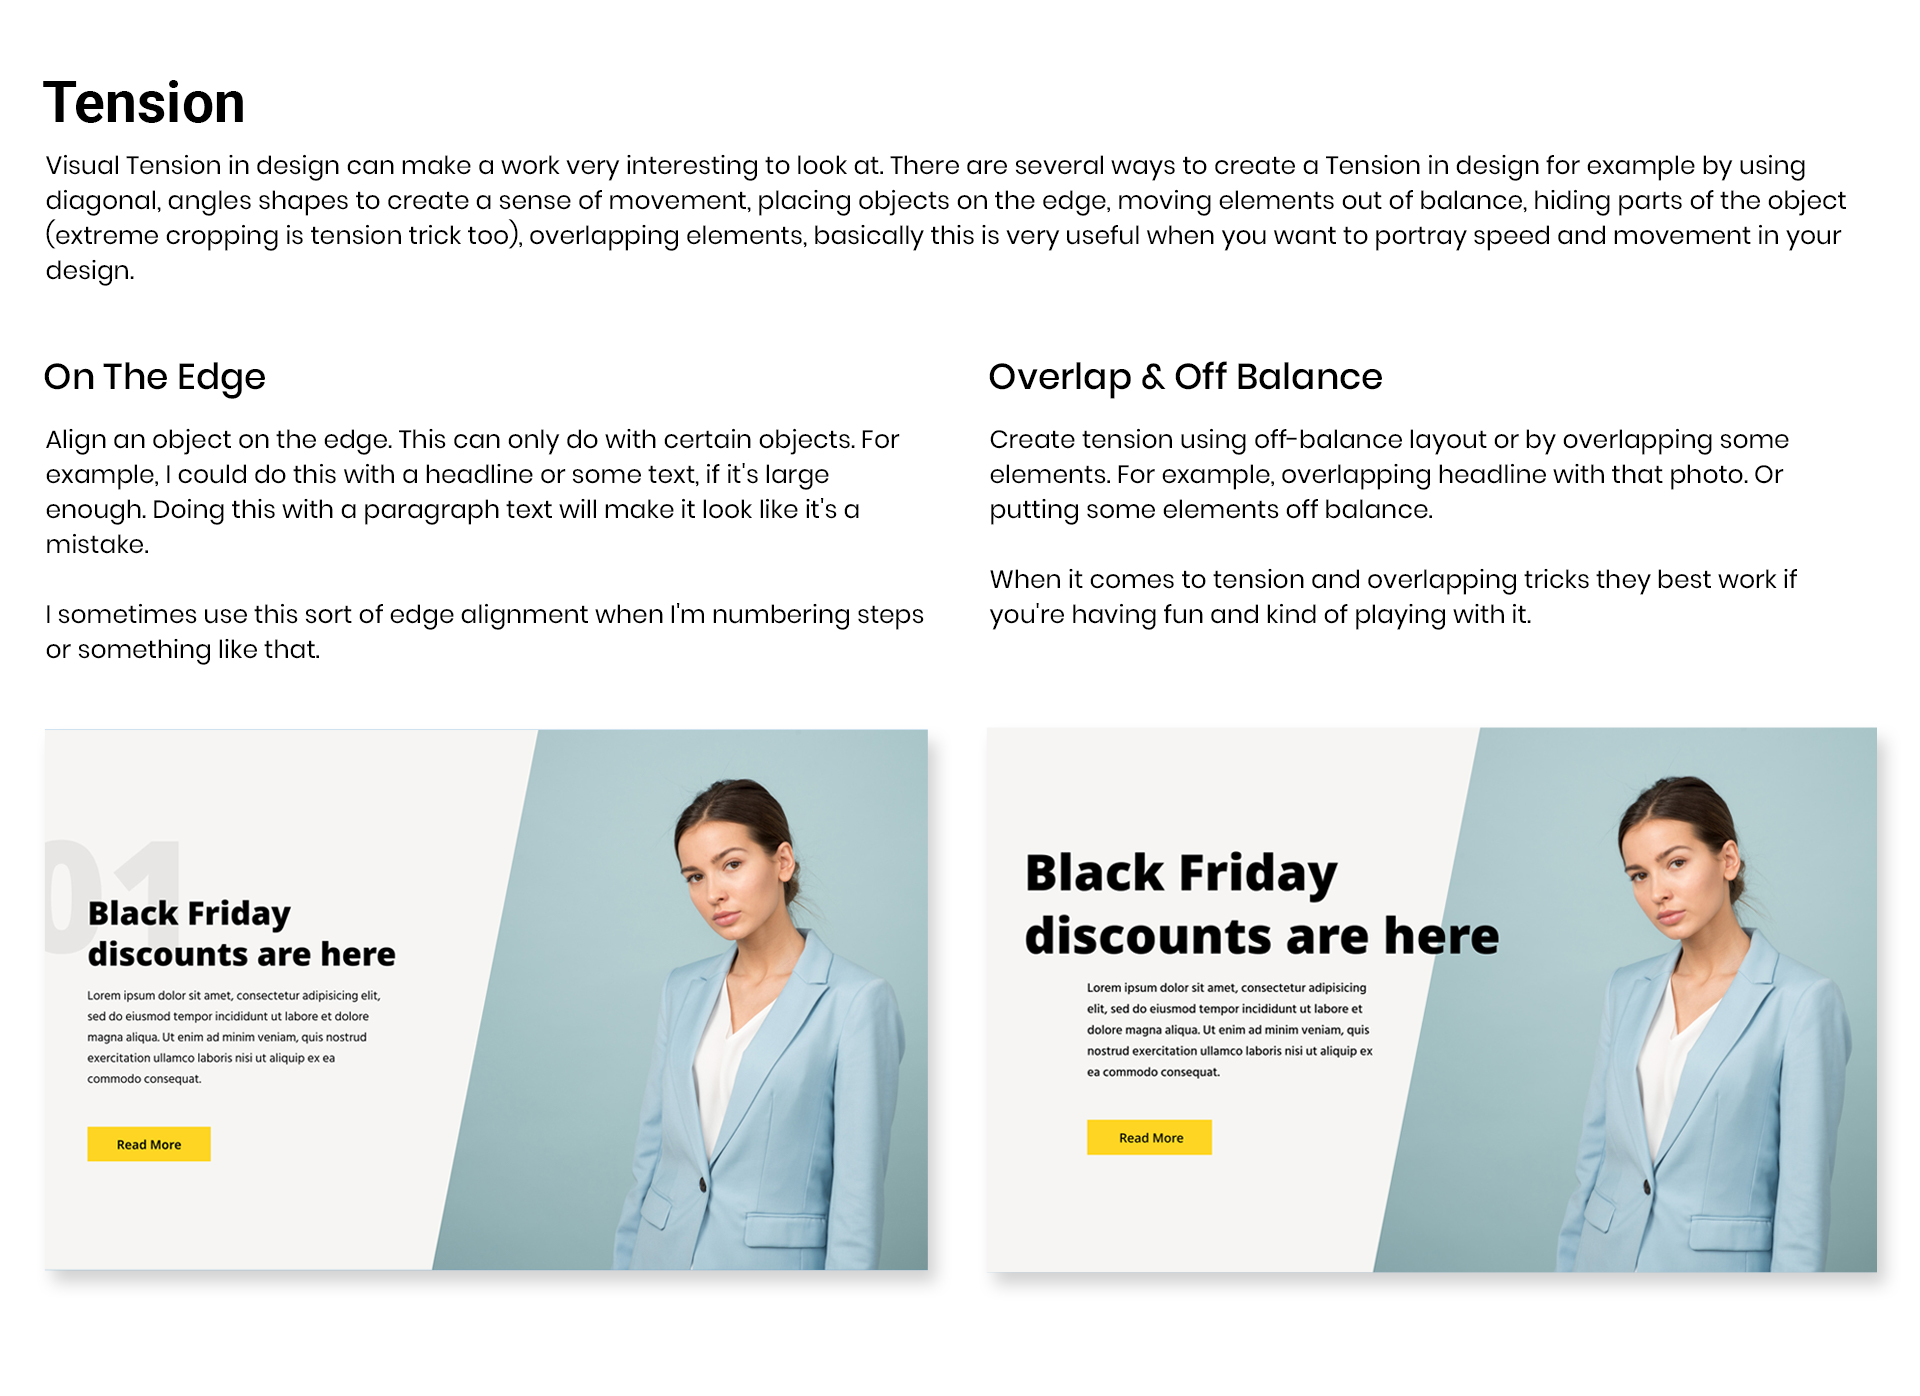 Tension
Visual Tension in design can make a work very interesting to look at. There are several ways to create a Tension in design for example by using
diagonal, angles shapes to create a sense of movement, placing objects on the edge, moving elements out of balance, hiding parts of the object
(extreme cropping is tension trick too), overlapping elements, basically this is very useful when you want to portray speed and movement in your
design.
On The Edge
Align an object on the edge. This can only do with certain objects. For
example, I could do this with a headline or some text, if it's large
enough. Doing this with a paragraph text will make it look like it's a
mistake.
I sometimes use this sort of edge alignment when I'm numbering steps
or something like that.
Overlap & Off Balance
Create tension using off-balance layout or by overlapping some
elements. For example, overlapping headline with that photo. Or
putting some elements off balance.
When it comes to tension and overlapping tricks they best work if
you're having fun and kind of playing with it.
01
Black Friday
discounts are here
Lorem ipsum dolor sit amet, consectetur adipisicing elit,
sed do eiusmod tempor incididunt ut labore et dolore
magna aliqua. Ut enim ad minim veniam, quis nostrud
exercitation ullamco laboris nisi ut aliquip ex ea
commodo consequat.
Read More
Black Friday
discounts are here
Lorem ipsum dolor sit amet, consectetur adipisicing
elit, sed do eiusmod tempor incididunt ut labore et
dolore magna aliqua. Ut enim ad minim veniam, quis
nostrud exercitation ullamco laboris nisi ut aliquip ex
ea commodo consequat.
Read More